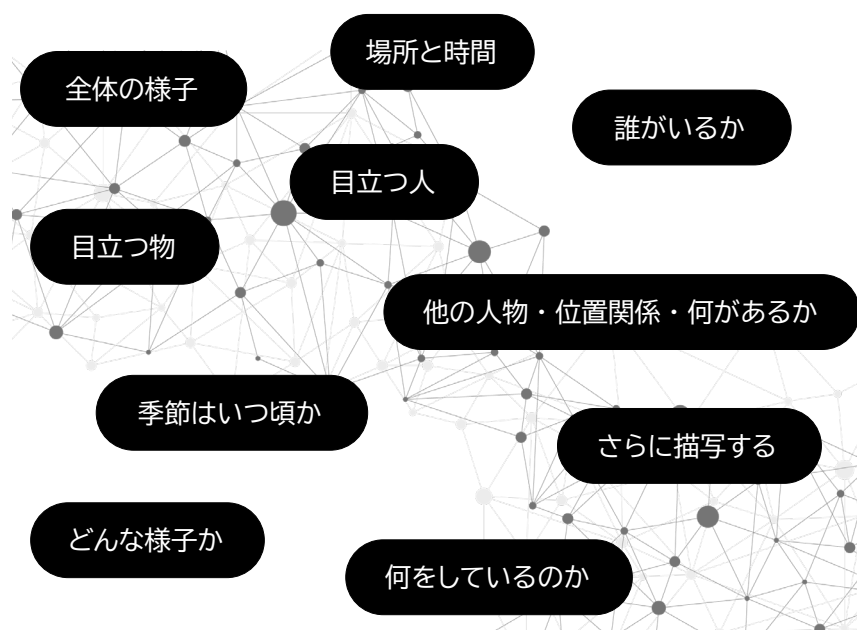 場所と時間
全体の様子
誰がいるか
目立つ人
目立つ物
他の人物・位置関係・何があるか
季節はいつ頃か
さらに描写する
どんな様子か
何をしているのか